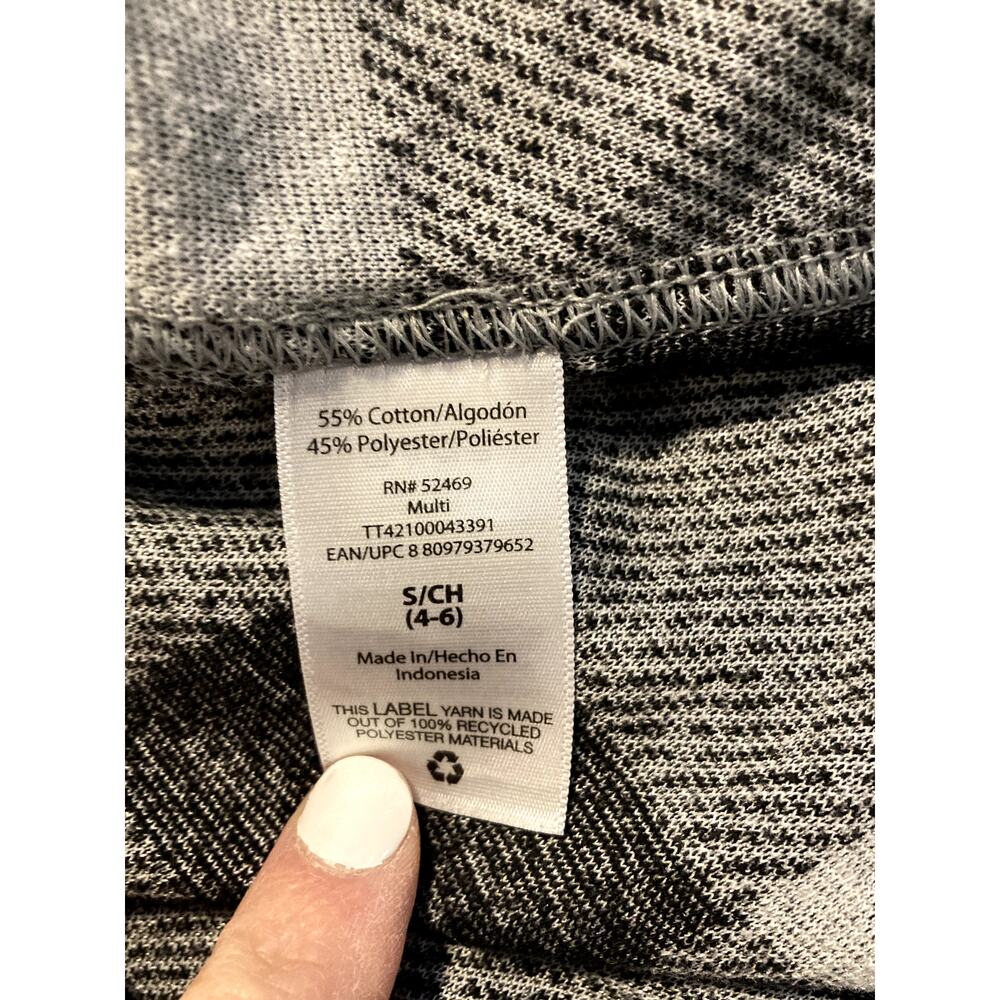 55% Cotton/Algodón
45% Polyester/Poliéster
RN# 52469
Multi
TT42100043391
EAN/UPC 8 80979379652
S/CH
(4-6)
Made In/Hecho En
Indonesia
THIS LABEL YARN IS MADE
OUT OF 100% RECYCLED
POLYESTER MATERIALS